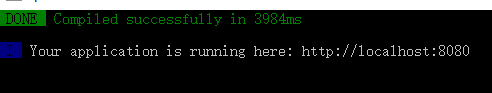 DONE Compiled successfully in 3984ms
Your application is running here: http://localhost:8080